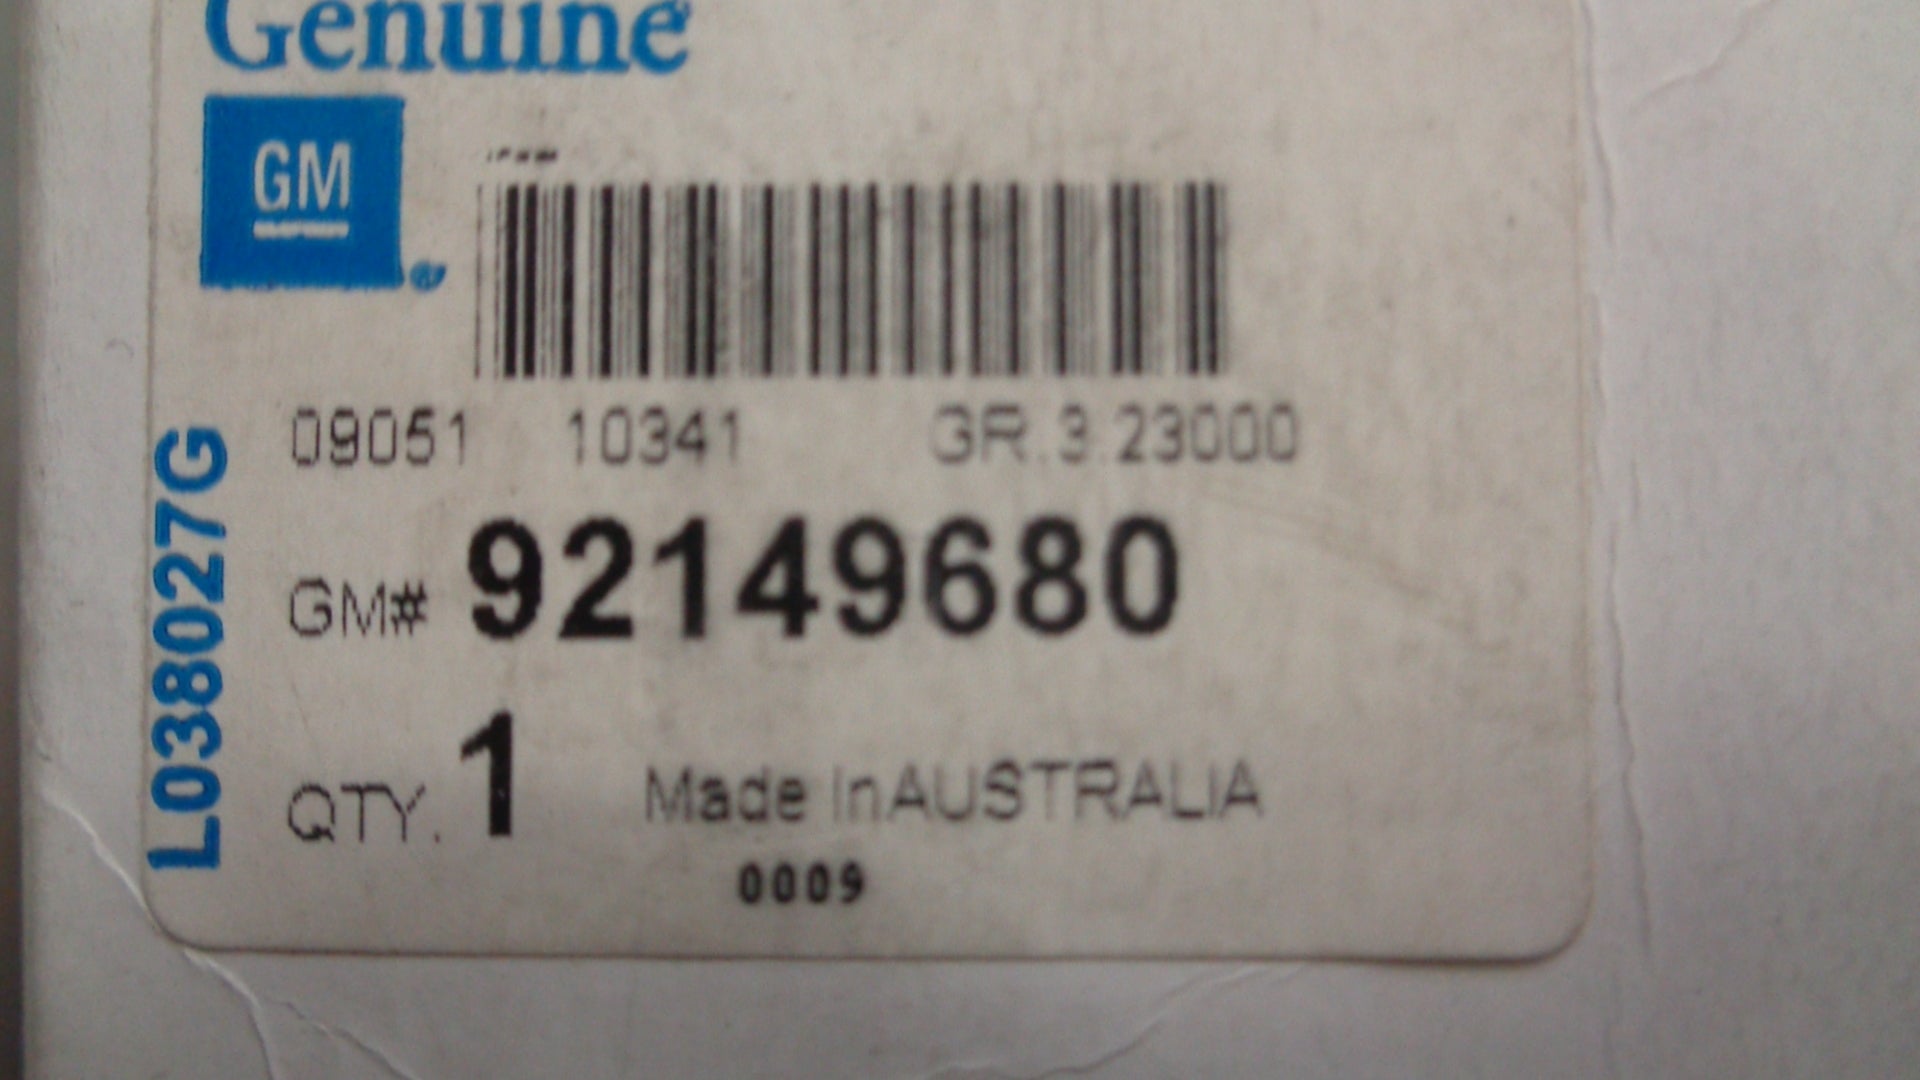 Genuine
GM
09051 10341 GR.3.23000
GM# 92149680
QTY. 1 Made In AUSTRALIA
0009
L038027G